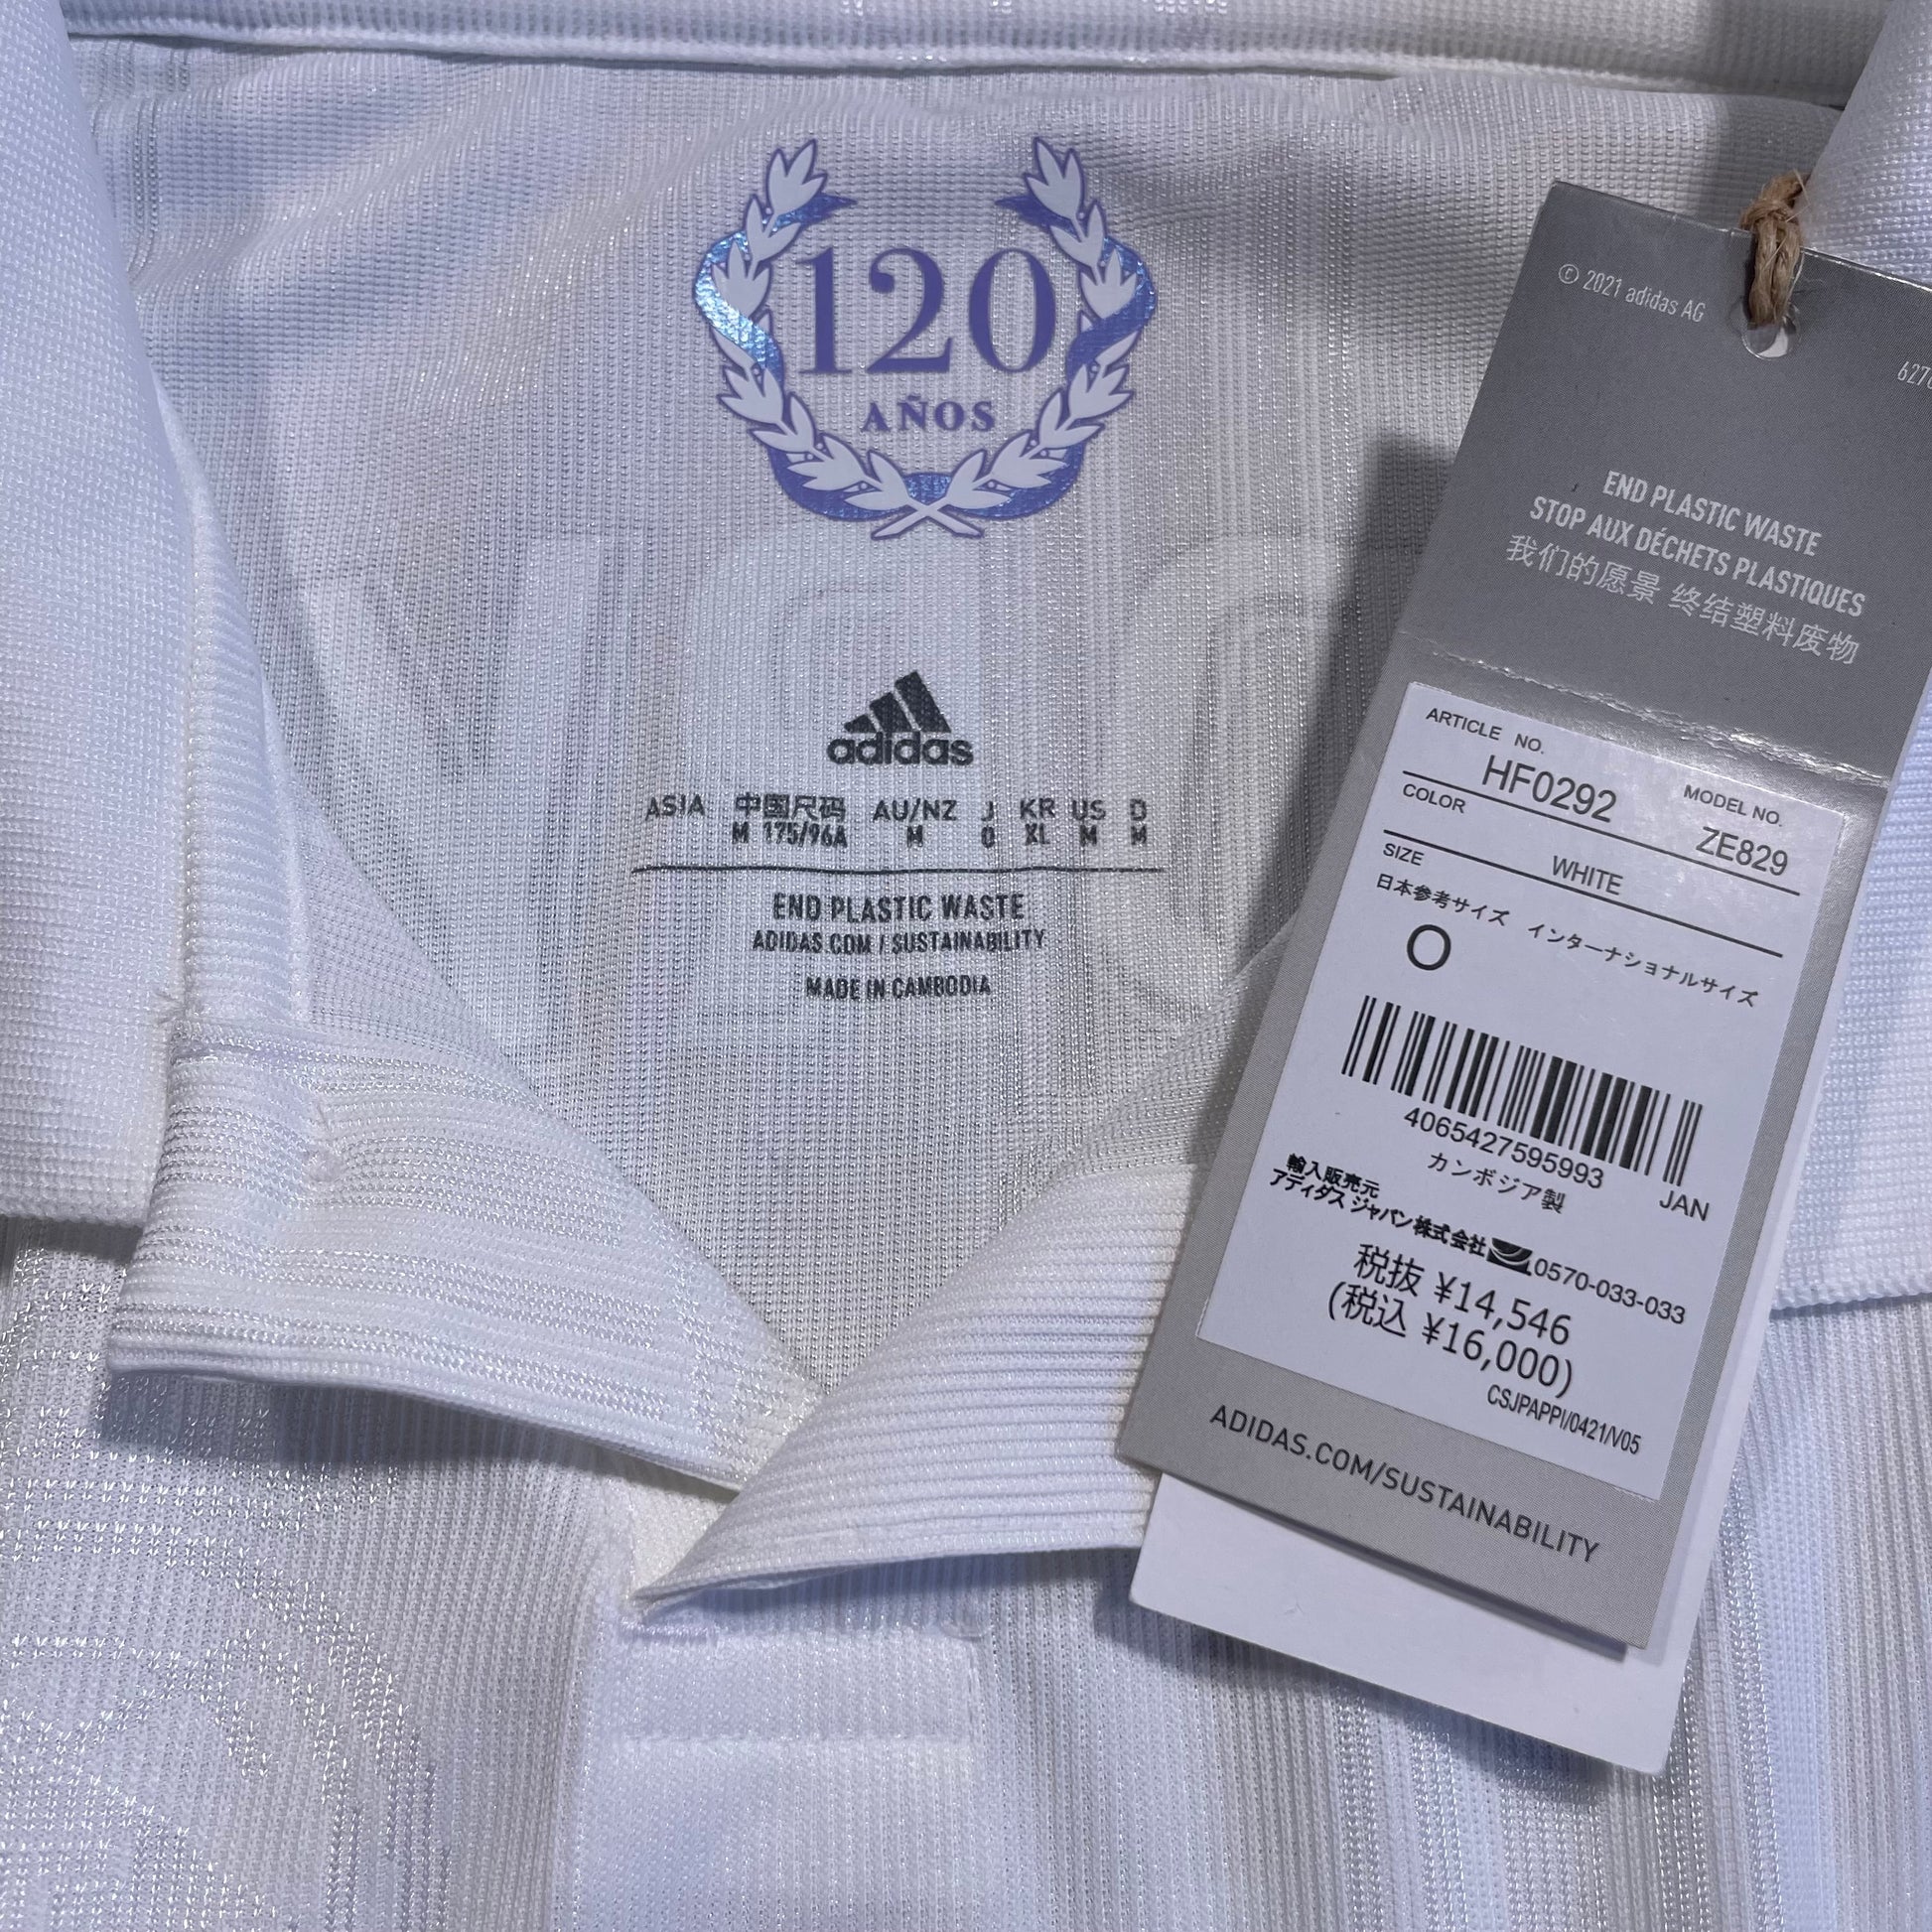 120
AÑOS
adidas
ASIA 中国尺码 AU/NZ J KR US D
M 175/96A M O XL M M
END PLASTIC WASTE
ADIDAS.COM / SUSTAINABILITY
MADE IN CAMBODIA
© 2021 adidas AG
END PLASTIC WASTE
STOP AUX DÉCHETS PLASTIQUES
我们的愿景 终结塑料废物
ARTICLE NO.
HF0292
MODEL NO.
ZE829
COLOR
WHITE
SIZE
日本参考サイズ インターナショナルサイズ
O
4065427595993
JAN
カンボジア製
輸入販売元
アディダス ジャパン株式会社 0570-033-033
税抜 ¥14,546
(税込 ¥16,000)
CSJPAPPI/0421/V05
ADIDAS.COM/SUSTAINABILITY